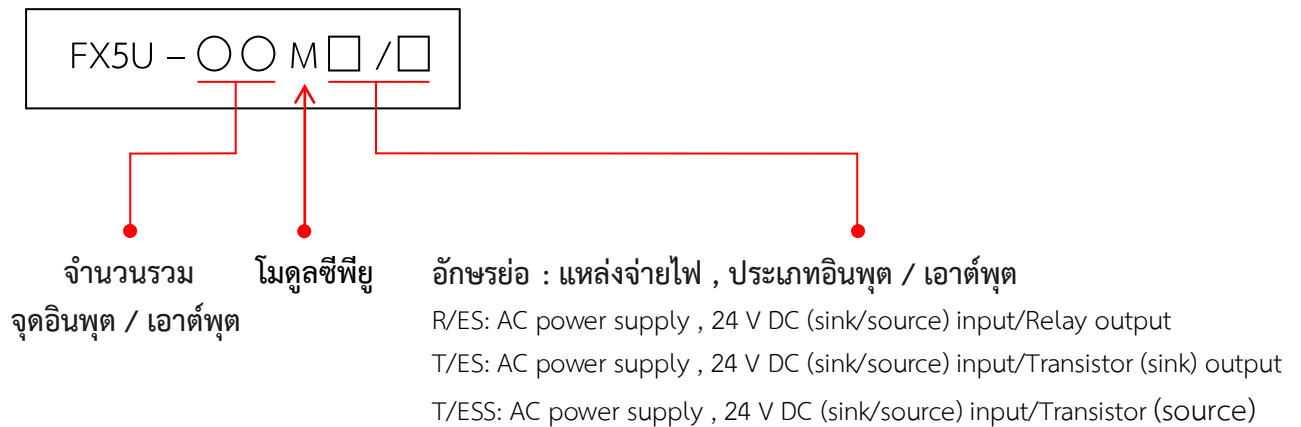 FX5U – ○○ M□ /□
จำนวนรวม
จุดอินพุต / เอาต์พุต
โมดูลซีพียู
อักษรย่อ : แหล่งจ่ายไฟ , ประเภทอินพุต / เอาต์พุต
R/ES: AC power supply , 24 V DC (sink/source) input/Relay output
T/ES: AC power supply , 24 V DC (sink/source) input/Transistor (sink) output
T/ESS: AC power supply , 24 V DC (sink/source) input/Transistor (source)